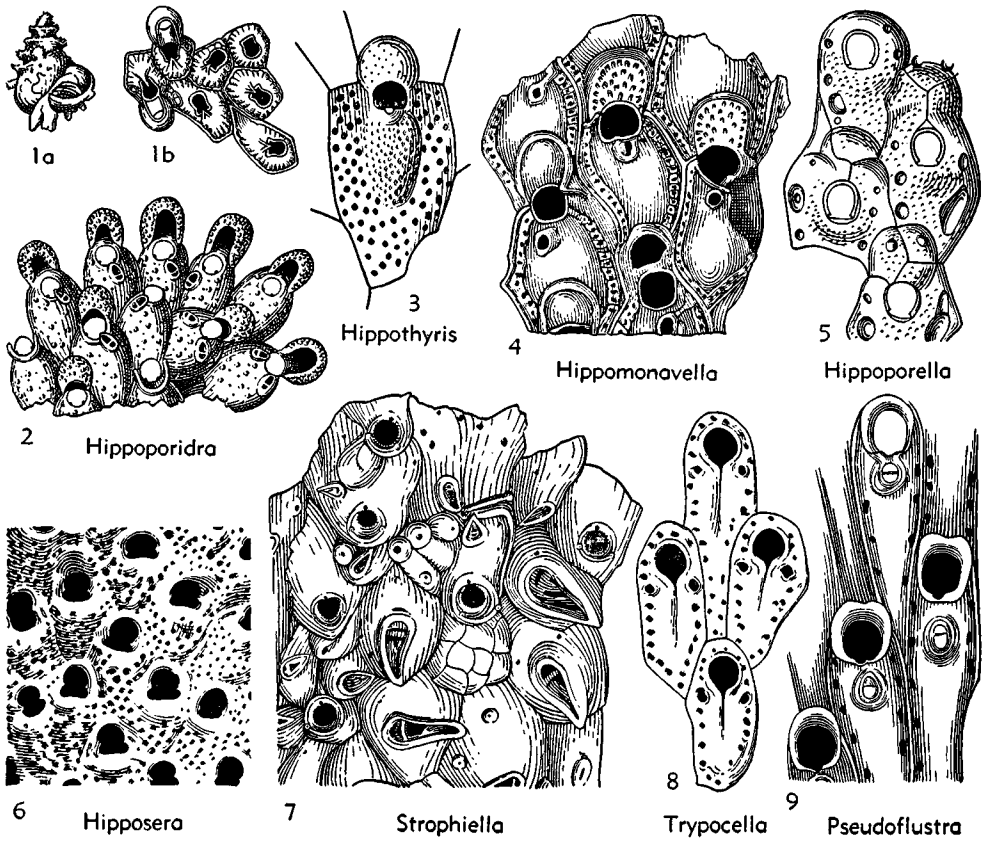 1a
1b
3
Hippothyris
4
Hippomonavella
5
Hippoporella
2
Hippoporidra
6
Hipposera
7
Strophiella
8
Trypocella
9
Pseudoflustra